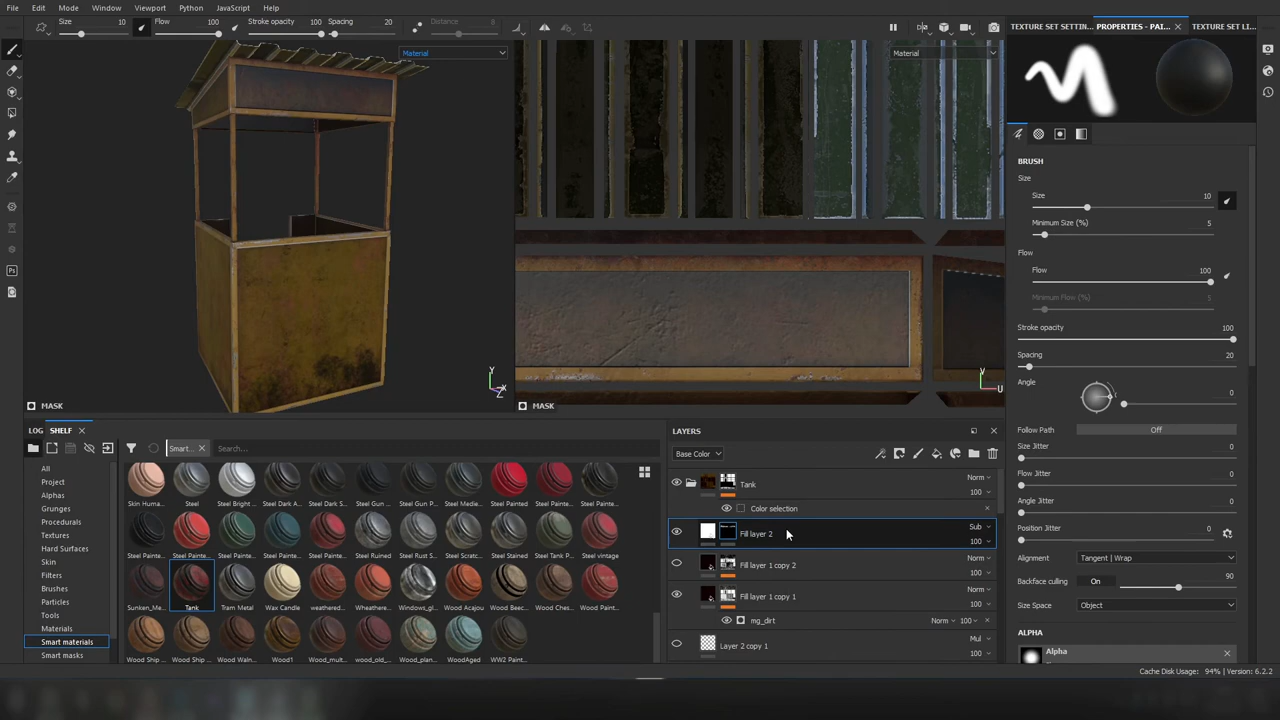 File Edit Mode Window Viewport Python JavaScript Help
Size 10 Flow 100 Stroke opacity 100 Spacing 20 Distance 8
TEXTURE SET SETTIN... PROPERTIES - PAI... TEXTURE SET LI...
Material
Material
BRUSH
Size
Size 10
Minimum Size (%) 5
Flow
Flow 100
Minimum Flow (%) 5
Stroke opacity 100
Spacing 20
Angle 0
Follow Path Off
Size Jitter 0
Flow Jitter 0
Angle Jitter 0
Position Jitter 0
Alignment Tangent | Wrap
Backface culling On 90
Size Space Object
ALPHA
Alpha
MASK
MASK
LOG SHELF
Smart...
Search...
All
Project
Alphas
Grunges
Procedurals
Textures
Hard Surfaces
Skin
Filters
Brushes
Particles
Tools
Materials
Smart materials
Smart masks
Skin Huma... Steel Steel Bright ... Steel Dark A... Steel Dark S... Steel Gun ... Steel Gun P... Steel Medie... Steel Painted Steel Painte... Steel Painte...
Steel Painte... Steel Painte... Steel Painte... Steel Painte... Steel Ruined Steel Rust S... Steel Scratc... Steel Stained Steel Tank P... Steel vintage
Sunken_Me... Tank Tram Metal Wax Candle weathered... Wheathere... Windows_gl... Wood Acajou Wood Beec... Wood Ches... Wood Paint...
Wood Ship ... Wood Ship ... Wood Waln... Wood1 Wood_mult... wood_old_... Wood_plan... WoodAged WW2 Paint...
LAYERS
Base Color
Tank Norm 100
Color selection
Fill layer 2 Sub 100
Fill layer 1 copy 2 Norm 100
Fill layer 1 copy 1 Norm 100
mg_dirt Norm 100
Layer 2 copy 1 Mul 100
Cache Disk Usage: 94% | Version: 6.2.2